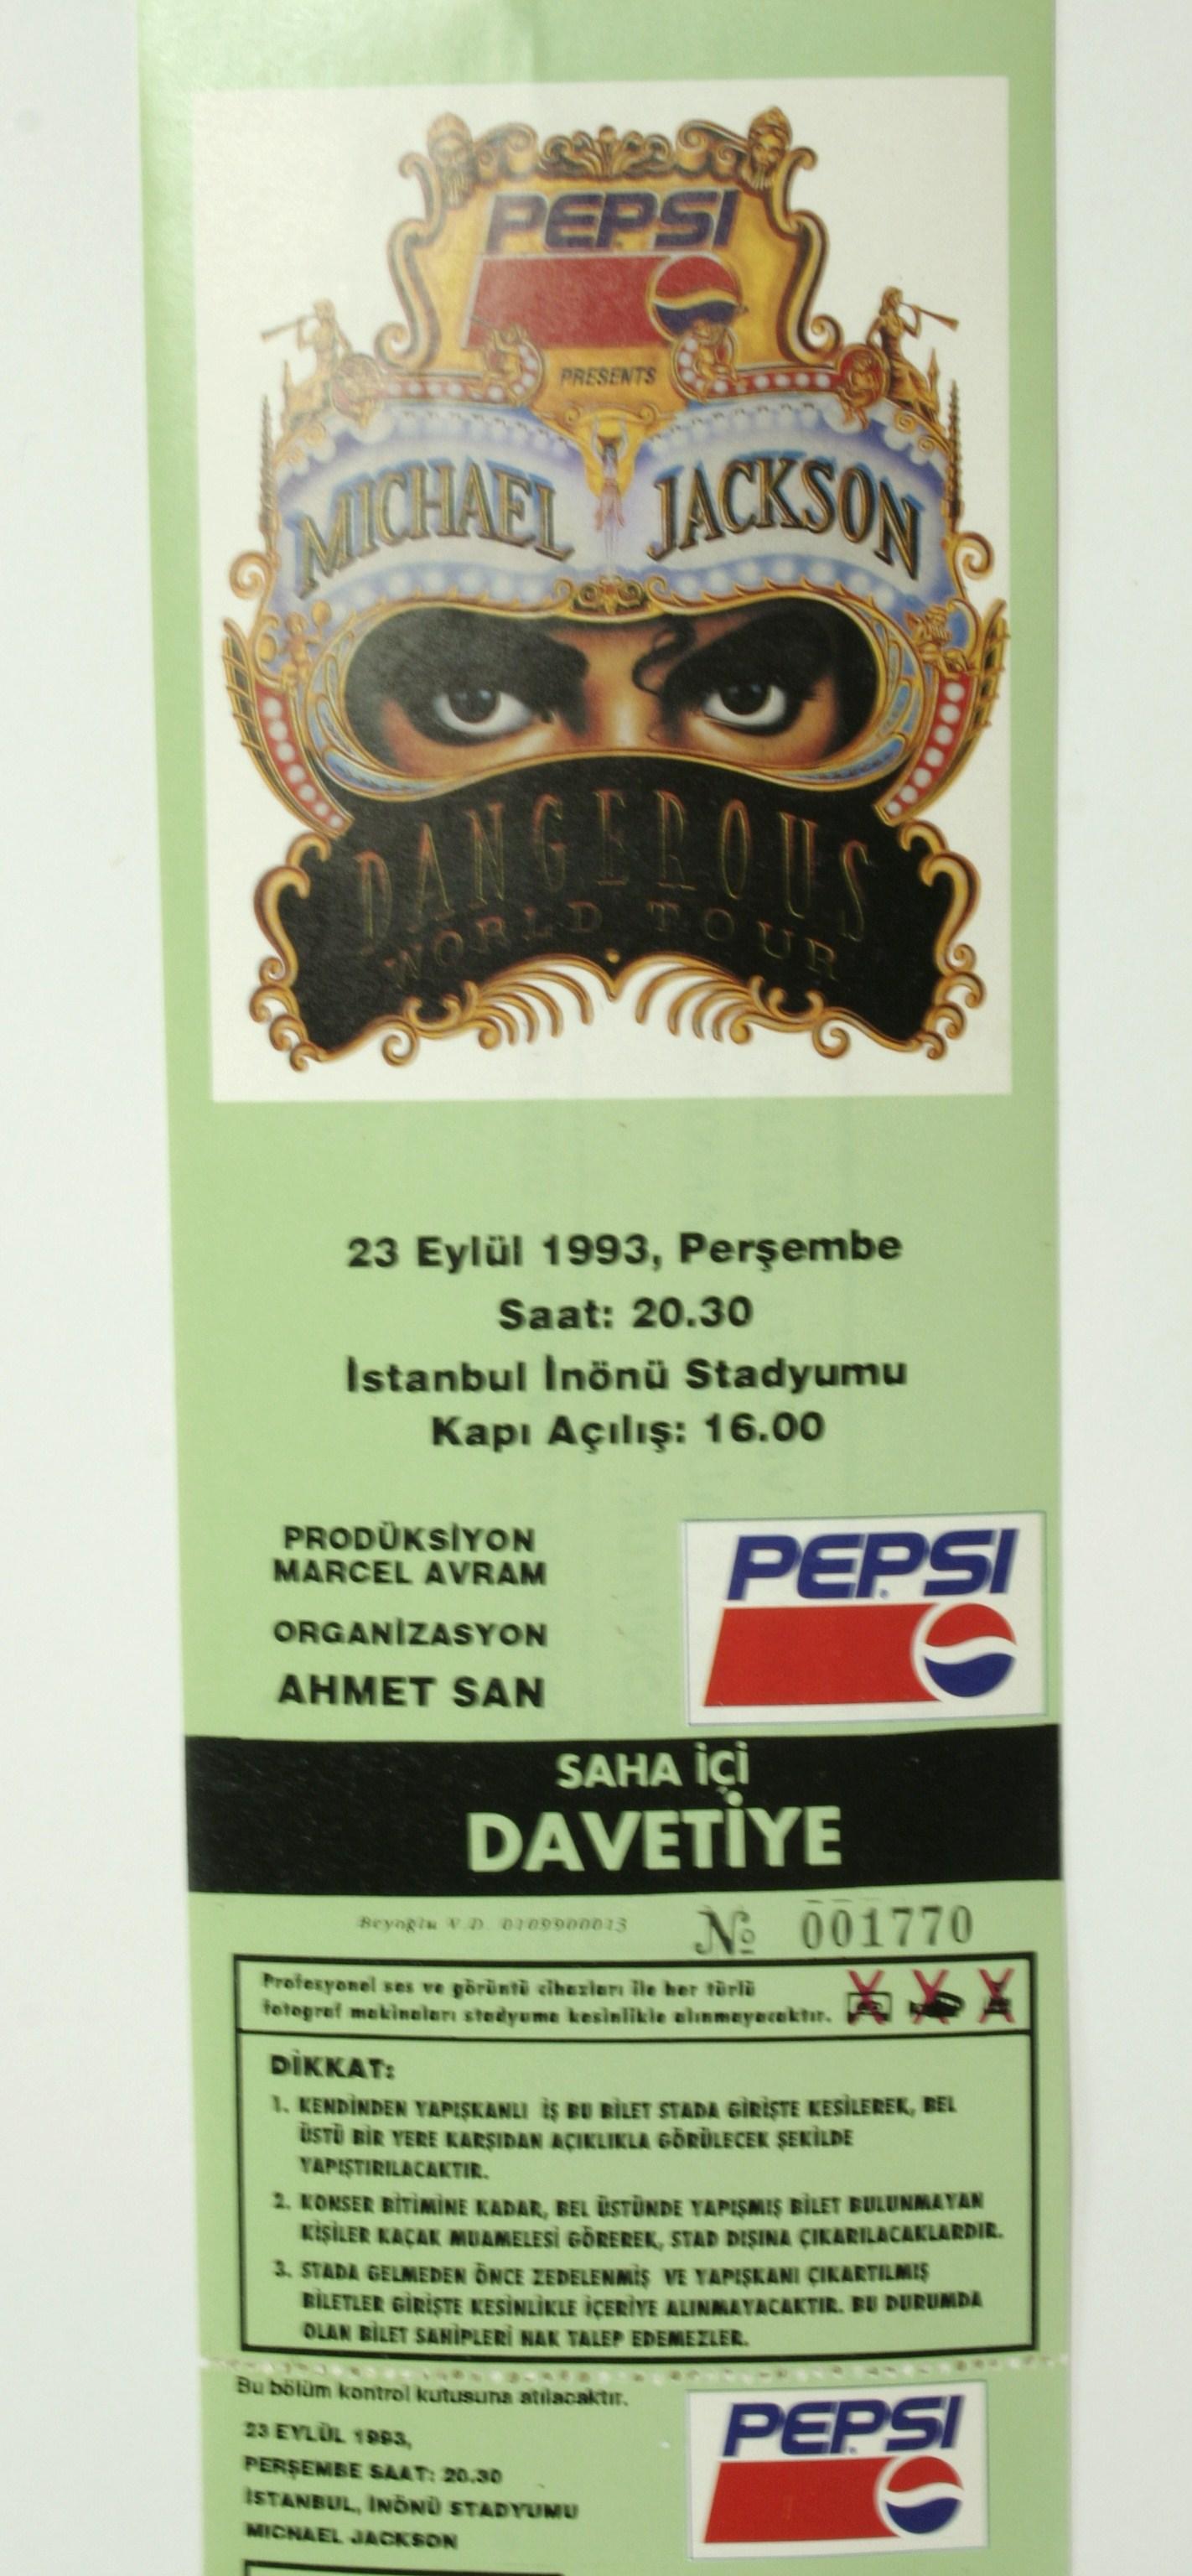 PEPSI
PRESENTS
MICHAEL JACKSON
DANGEROUS
WORLD TOUR
23 Eylül 1993, Perşembe
Saat: 20.30
İstanbul İnönü Stadyumu
Kapı Açılış: 16.00
PRODÜKSİYON
MARCEL AVRAM
ORGANİZASYON
AHMET SAN
PEPSI
SAHA İÇİ
DAVETİYE
Beyoğlu V.D. 0109900013
№ 001770
Profesyonel ses ve görüntü cihazları ile her türlü
fotograf makinaları stadyuma kesinlikle alınmayacaktır.
DİKKAT:
1. KENDİNDEN YAPIŞKANLI İŞ BU BİLET STADA GİRİŞTE KESİLEREK, BEL
ÜSTÜ BİR YERE KARŞIDAN AÇIKLIKLA GÖRÜLECEK ŞEKİLDE
YAPIŞTIRILACAKTIR.
2. KONSER BİTİMİNE KADAR, BEL ÜSTÜNDE YAPIŞMIŞ BİLET BULUNMAYAN
KİŞİLER KAÇAK MUAMELESİ GÖREREK, STAD DIŞINA ÇIKARILACAKLARDIR.
3. STADA GELMEDEN ÖNCE ZEDELENMİŞ VE YAPIŞKANI ÇIKARTILMIŞ
BİLETLER GİRİŞTE KESİNLİKLE İÇERİYE ALINMAYACAKTIR. BU DURUMDA
OLAN BİLET SAHİPLERİ HAK TALEP EDEMEZLER.
Bu bölüm kontrol kutusuna atılacaktır.
23 EYLÜL 1993,
PERŞEMBE SAAT: 20.30
İSTANBUL, İNÖNÜ STADYUMU
MICHAEL JACKSON
PEPSI